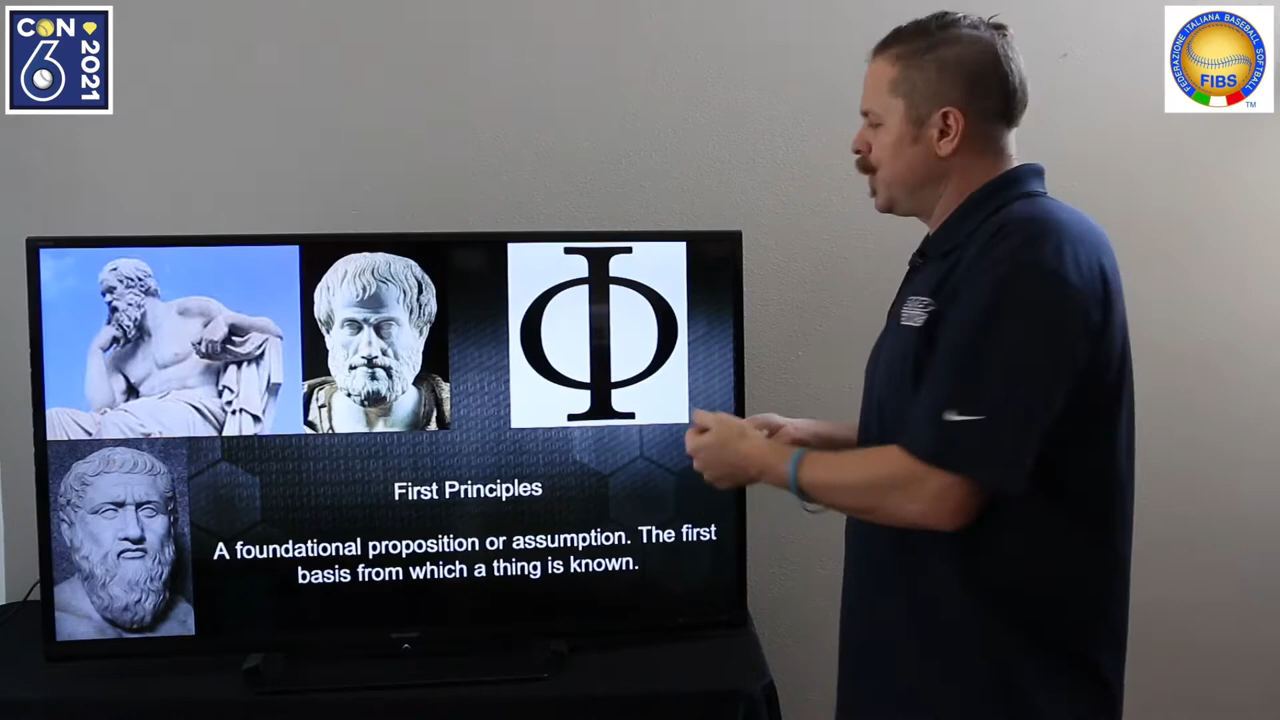 CON
6
2021
FEDERAZIONE ITALIANA BASEBALL SOFTBALL
FIBS
TM
Φ
First Principles
A foundational proposition or assumption. The first
basis from which a thing is known.